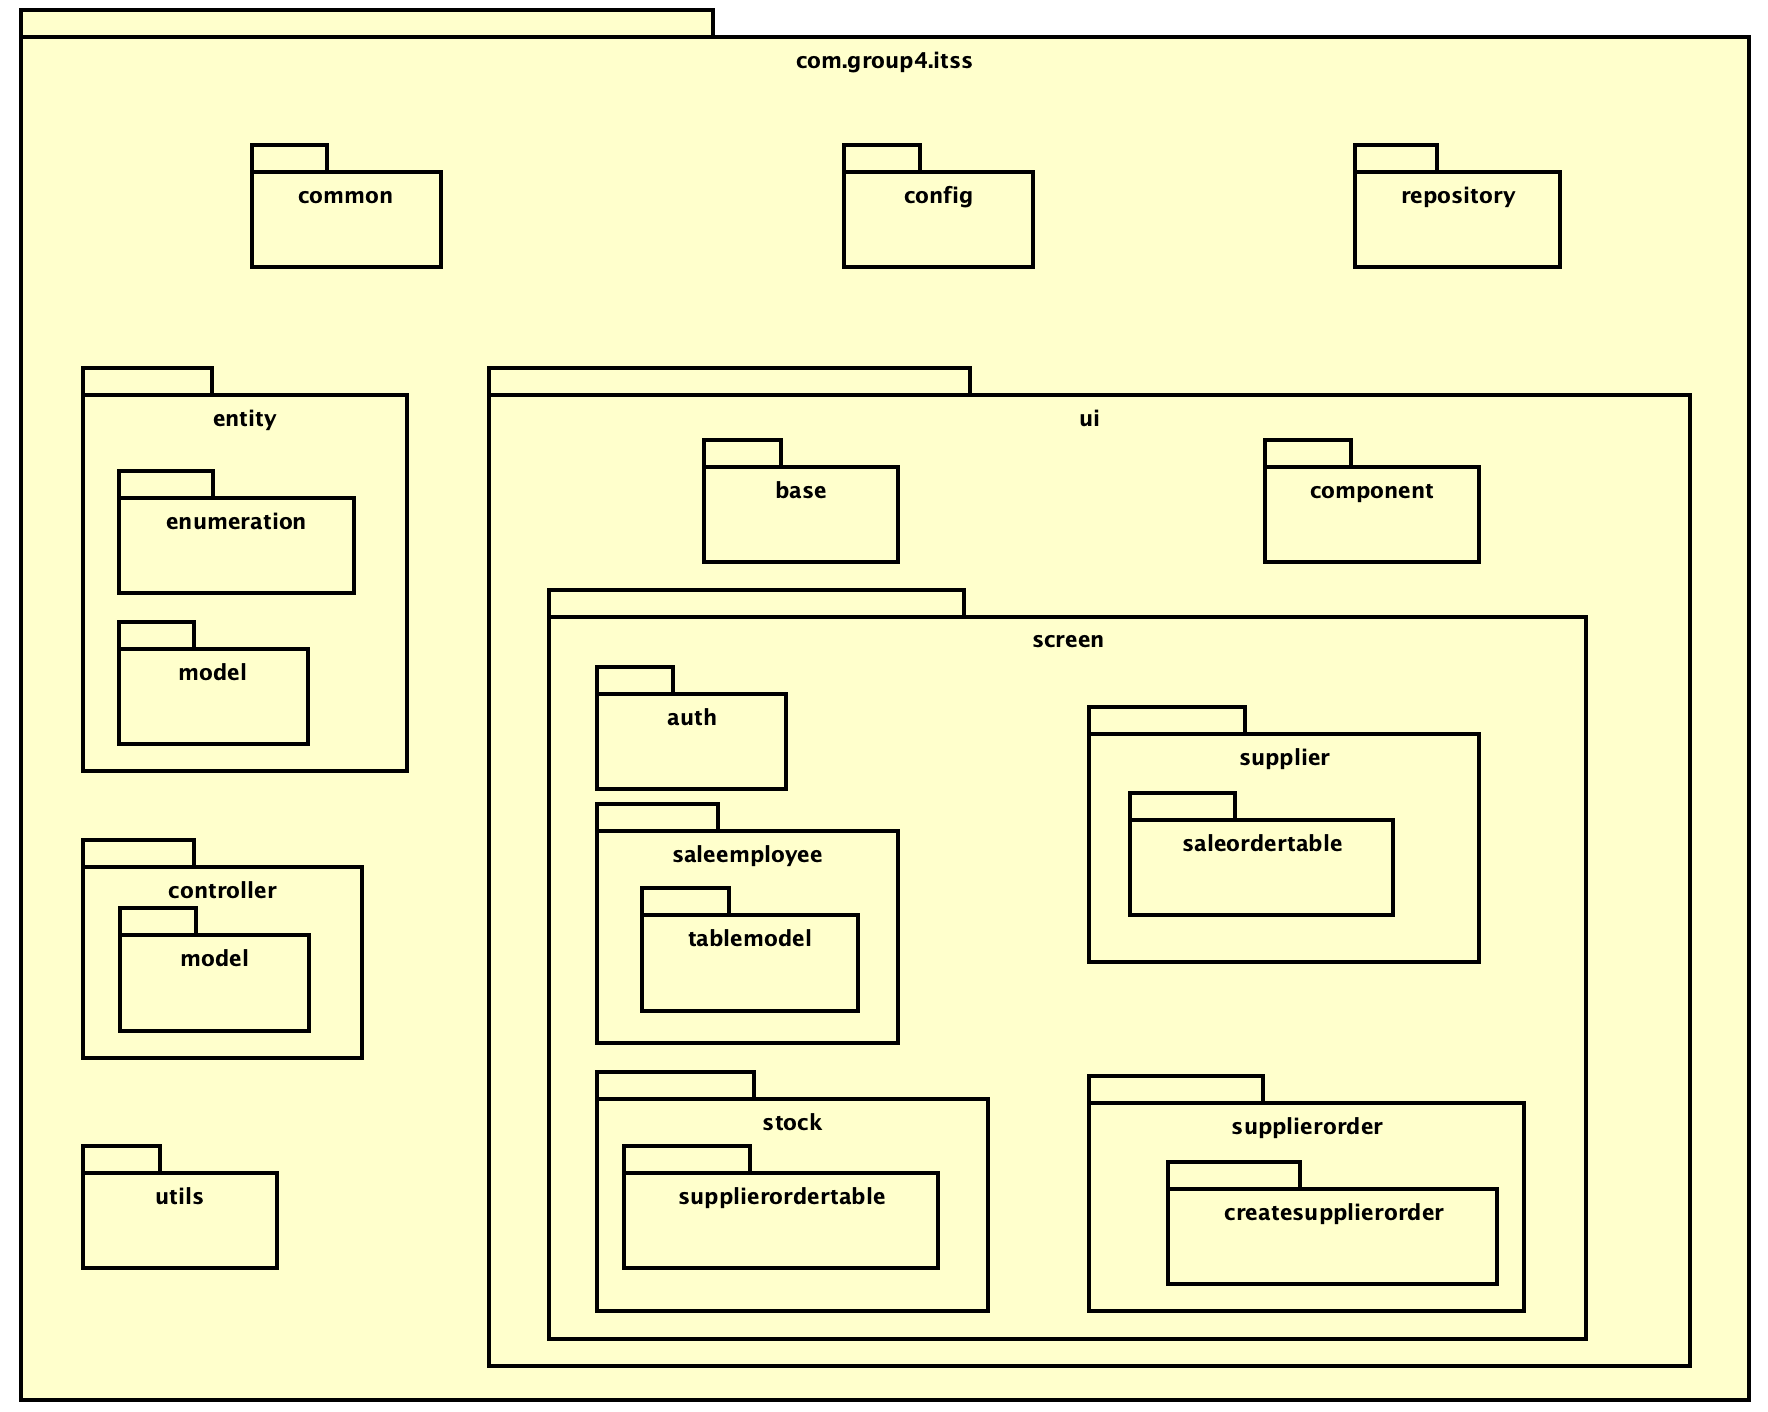 com.group4.itss
common
config
repository
entity
enumeration
model
controller
model
utils
ui
base
component
screen
auth
saleemployee
tablemodel
stock
supplierordertable
supplier
saleordertable
supplierorder
createsupplierorder